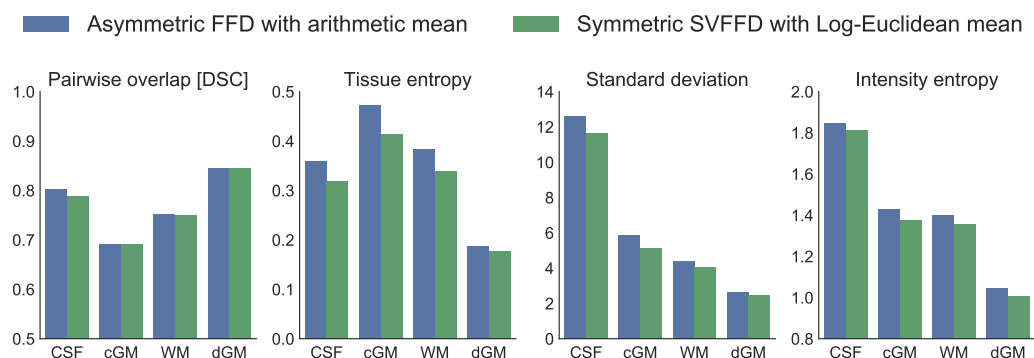 Asymmetric FFD with arithmetic mean
Symmetric SVFFD with Log-Euclidean mean
Pairwise overlap [DSC]
1.0
0.9
0.8
0.7
0.6
0.5
CSF cGM WM dGM
Tissue entropy
0.5
0.4
0.3
0.2
0.1
0.0
CSF cGM WM dGM
Standard deviation
14
12
10
8
6
4
2
0
CSF cGM WM dGM
Intensity entropy
2.0
1.8
1.6
1.4
1.2
1.0
0.8
CSF cGM WM dGM